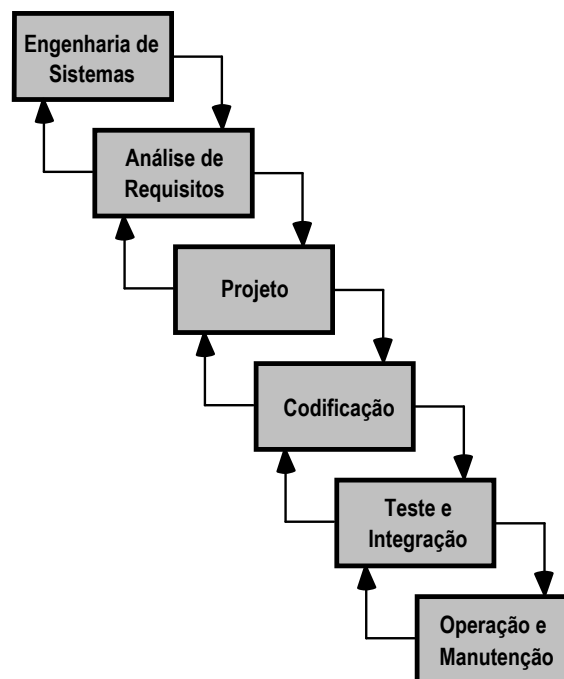 Engenharia de
Sistemas
Análise de
Requisitos
Projeto
Codificação
Teste e
Integração
Operação e
Manutenção